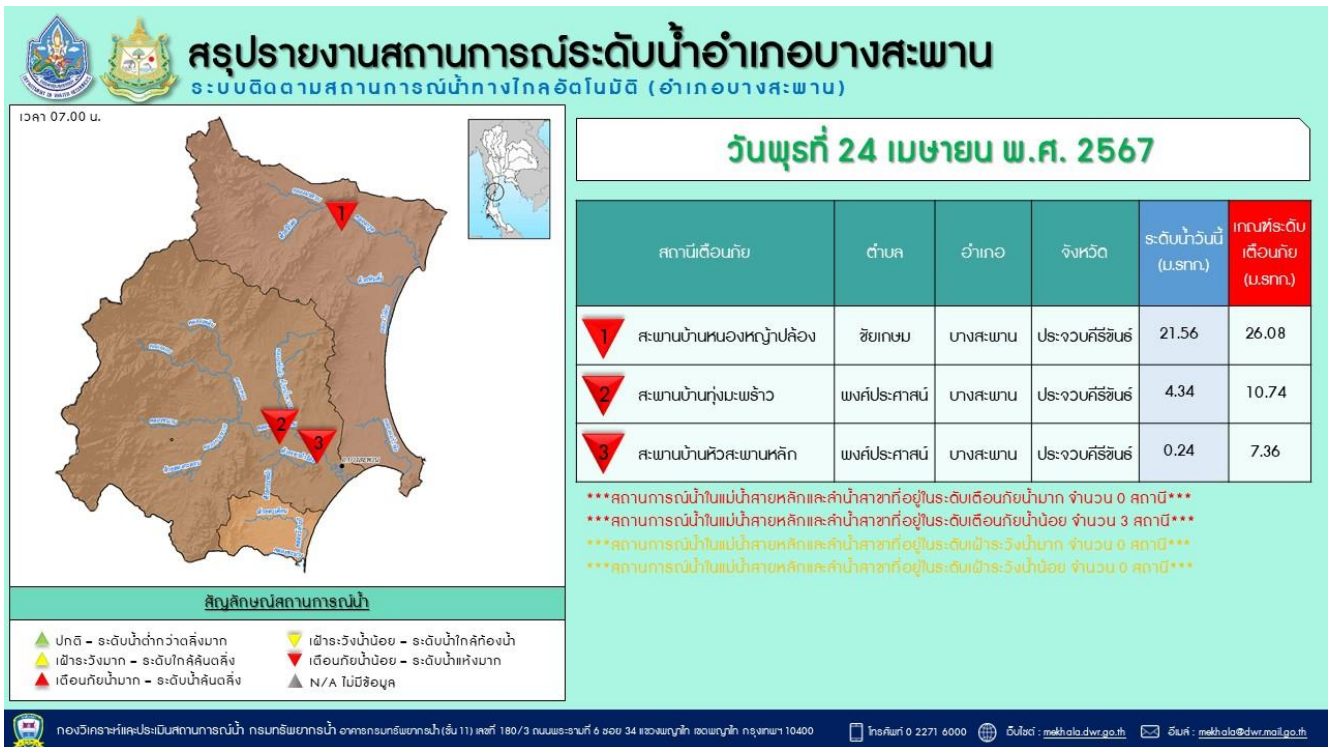 สรุปรายงานสถานการณ์ระดับน้ำอำเภอบางสะพาน
ระบบติดตามสถานการณ์น้ำทางไกลอัตโนมัติ (อำเภอบางสะพาน)
เวลา 07.00 น.
1
2
3
วันพุธที่ 24 เมษายน พ.ศ. 2567
สถานีเตือนภัย ตำบล อำเภอ จังหวัด ระดับน้ำวันนี้ (ม.รทก.) เกณฑ์ระดับเตือนภัย (ม.รทก.)
1 สะพานบ้านหนองหญ้าปล้อง ชัยเกษม บางสะพาน ประจวบคีรีขันธ์ 21.56 26.08
2 สะพานบ้านทุ่งมะพร้าว พงศ์ประศาสน์ บางสะพาน ประจวบคีรีขันธ์ 4.34 10.74
3 สะพานบ้านหัวสะพานหลัก พงศ์ประศาสน์ บางสะพาน ประจวบคีรีขันธ์ 0.24 7.36
***สถานการณ์น้ำในแม่น้ำสายหลักและลำน้ำสาขาที่อยู่ในระดับเตือนภัยน้ำมาก จำนวน 0 สถานี***
***สถานการณ์น้ำในแม่น้ำสายหลักและลำน้ำสาขาที่อยู่ในระดับเตือนภัยน้ำน้อย จำนวน 3 สถานี***
***สถานการณ์น้ำในแม่น้ำสายหลักและลำน้ำสาขาที่อยู่ในระดับเฝ้าระวังน้ำมาก จำนวน 0 สถานี***
***สถานการณ์น้ำในแม่น้ำสายหลักและลำน้ำสาขาที่อยู่ในระดับเฝ้าระวังน้ำน้อย จำนวน 0 สถานี***
สัญลักษณ์สถานการณ์น้ำ
ปกติ - ระดับน้ำต่ำกว่าตลิ่งมาก
เฝ้าระวังมาก - ระดับใกล้ล้นตลิ่ง
เตือนภัยน้ำมาก - ระดับน้ำล้นตลิ่ง
เฝ้าระวังน้ำน้อย - ระดับน้ำใกล้ท้องน้ำ
เตือนภัยน้ำน้อย - ระดับน้ำแห้งมาก
N/A ไม่มีข้อมูล
กองวิเคราะห์และประเมินสถานการณ์น้ำ กรมทรัพยากรน้ำ อาคารกรมทรัพยากรน้ำ (ชั้น 11) เลขที่ 180/3 ถนนพระรามที่ 6 ซอย 34 แขวงพญาไท เขตพญาไท กรุงเทพฯ 10400 โทรศัพท์ 0 2271 6000 เว็บไซต์ : mekhala.dwr.go.th อีเมล์ : mekhala@dwr.mail.go.th